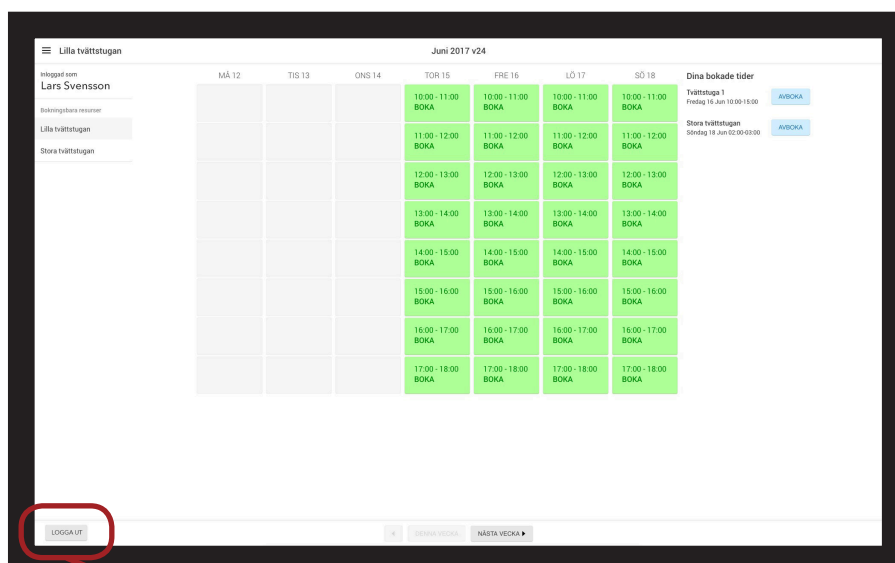 Lilla tvättstugan
Juni 2017 v24
Inloggad som
Lars Svensson
Bokningsbara resurser
Lilla tvättstugan
Stora tvättstugan
MÅ 12 TIS 13 ONS 14 TOR 15 FRE 16 LÖ 17 SÖ 18
10:00 - 11:00 10:00 - 11:00 10:00 - 11:00 10:00 - 11:00
BOKA BOKA BOKA BOKA
11:00 - 12:00 11:00 - 12:00 11:00 - 12:00 11:00 - 12:00
BOKA BOKA BOKA BOKA
12:00 - 13:00 12:00 - 13:00 12:00 - 13:00 12:00 - 13:00
BOKA BOKA BOKA BOKA
13:00 - 14:00 13:00 - 14:00 13:00 - 14:00 13:00 - 14:00
BOKA BOKA BOKA BOKA
14:00 - 15:00 14:00 - 15:00 14:00 - 15:00 14:00 - 15:00
BOKA BOKA BOKA BOKA
15:00 - 16:00 15:00 - 16:00 15:00 - 16:00 15:00 - 16:00
BOKA BOKA BOKA BOKA
16:00 - 17:00 16:00 - 17:00 16:00 - 17:00 16:00 - 17:00
BOKA BOKA BOKA BOKA
17:00 - 18:00 17:00 - 18:00 17:00 - 18:00 17:00 - 18:00
BOKA BOKA BOKA BOKA
Dina bokade tider
Tvättstuga 1
Fredag 16 Jun 10:00-15:00
AVBOKA
Stora tvättstugan
Söndag 18 Jun 02:00-03:00
AVBOKA
LOGGA UT
DENNA VECKA
NÄSTA VECKA